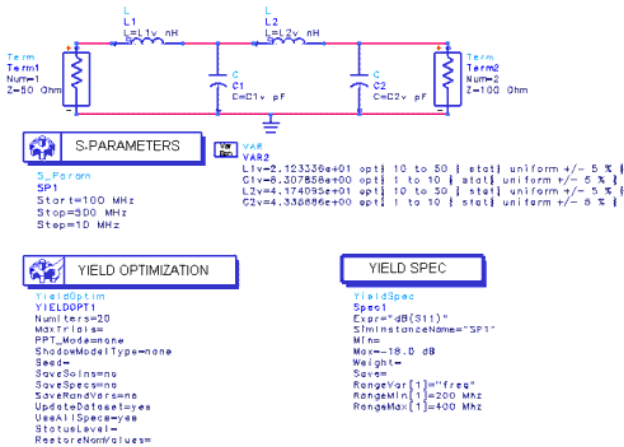 L
L1
L=L1v nH
L
L2
L=L2v nH
Term
Term1
Num=1
Z=50 Ohm
C
C1
C=C1v pF
C
C2
C=C2v pF
Term
Term2
Num=2
Z=100 Ohm
S-PARAMETERS
S_Param
SP1
Start=100 MHz
Stop=500 MHz
Step=10 MHz
Var
Eqn
VAR
VAR2
L1v=2.123336e+01 opt{ 10 to 50 } stat{ uniform +/- 5 % }
C1v=6.307858e+00 opt{ 1 to 10 } stat{ uniform +/- 5 % }
L2v=4.174095e+01 opt{ 10 to 50 } stat{ uniform +/- 5 % }
C2v=4.336686e+00 opt{ 1 to 10 } stat{ uniform +/- 5 % }
YIELD OPTIMIZATION
YieldOptim
YIELDOPT1
NumIters=20
MaxTrials=
PPT_Mode=none
ShadowModelType=none
Seed=
SaveSolns=no
SaveSpecs=no
SaveRandVars=no
UpdateDataset=yes
UseAllSpecs=yes
StatusLevel=
RestoreNomValues=
YIELD SPEC
YieldSpec
Spec1
Expr="dB(S11)"
SimInstanceName="SP1"
Min=
Max=-18.0 dB
Weight=
Save=
RangeVar[1]="freq"
RangeMin[1]=200 MHz
RangeMax[1]=400 MHz